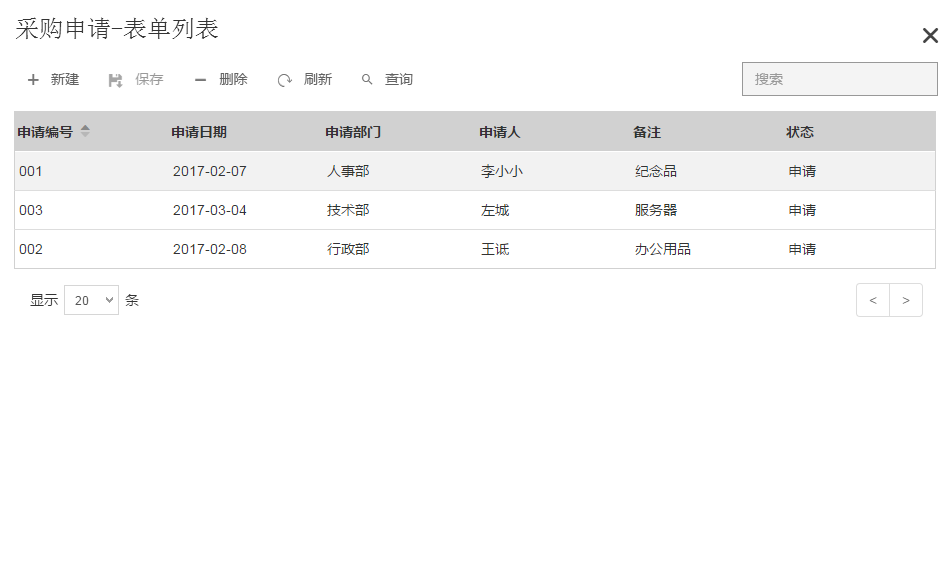 采购申请-表单列表
新建 保存 删除 刷新 查询 搜索
申请编号 申请日期 申请部门 申请人 备注 状态
001 2017-02-07 人事部 李小小 纪念品 申请
003 2017-03-04 技术部 左城 服务器 申请
002 2017-02-08 行政部 王诋 办公用品 申请
显示 20 条 < >